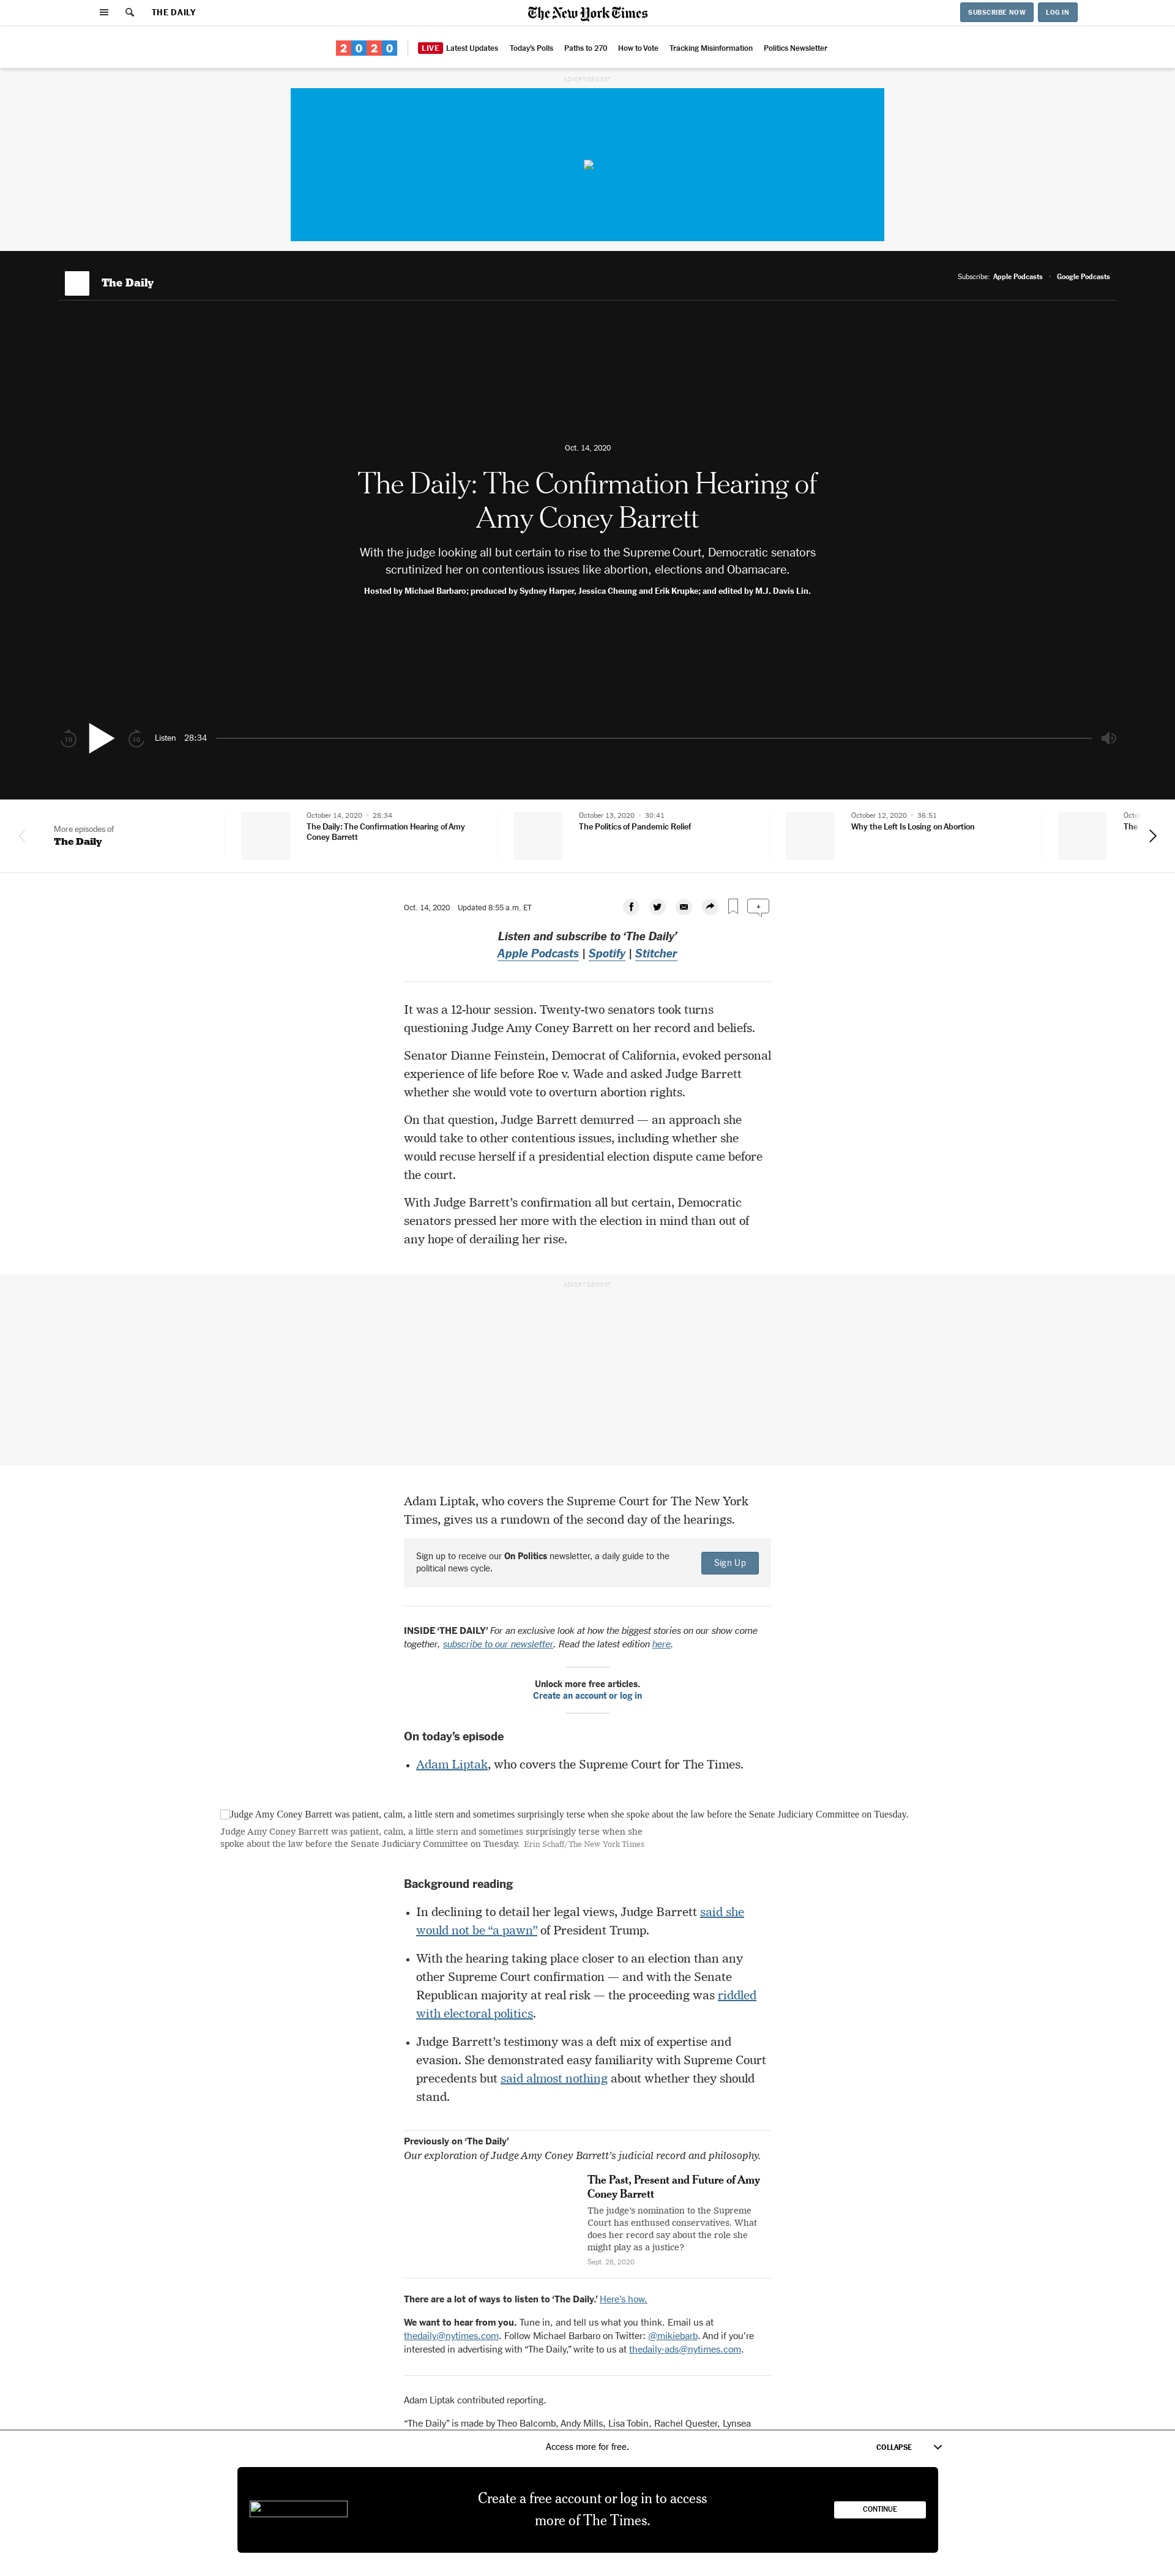 THE DAILY
The New York Times
SUBSCRIBE NOW
LOG IN
2020
LIVE Latest Updates
Today's Polls
Paths to 270
How to Vote
Tracking Misinformation
Politics Newsletter
ADVERTISEMENT
The Daily
Subscribe: Apple Podcasts
Google Podcasts
Oct. 14, 2020
The Daily: The Confirmation Hearing of
Amy Coney Barrett
With the judge looking all but certain to rise to the Supreme Court, Democratic senators
scrutinized her on contentious issues like abortion, elections and Obamacare.
Hosted by Michael Barbaro; produced by Sydney Harper, Jessica Cheung and Erik Krupke; and edited by M.J. Davis Lin.
10
10
Listen 28:34
More episodes of
The Daily
October 14, 2020 • 28:34
The Daily: The Confirmation Hearing of Amy
Coney Barrett
October 13, 2020 • 30:41
The Politics of Pandemic Relief
October 12, 2020 • 36:51
Why the Left Is Losing on Abortion
Octo
The
Oct. 14, 2020 Updated 8:55 a.m. ET
+
Listen and subscribe to ‘The Daily’
Apple Podcasts | Spotify | Stitcher
It was a 12-hour session. Twenty-two senators took turns
questioning Judge Amy Coney Barrett on her record and beliefs.
Senator Dianne Feinstein, Democrat of California, evoked personal
experience of life before Roe v. Wade and asked Judge Barrett
whether she would vote to overturn abortion rights.
On that question, Judge Barrett demurred — an approach she
would take to other contentious issues, including whether she
would recuse herself if a presidential election dispute came before
the court.
With Judge Barrett’s confirmation all but certain, Democratic
senators pressed her more with the election in mind than out of
any hope of derailing her rise.
ADVERTISEMENT
Adam Liptak, who covers the Supreme Court for The New York
Times, gives us a rundown of the second day of the hearings.
Sign up to receive our On Politics newsletter, a daily guide to the
political news cycle.
Sign Up
INSIDE ‘THE DAILY’ For an exclusive look at how the biggest stories on our show come
together, subscribe to our newsletter. Read the latest edition here.
Unlock more free articles.
Create an account or log in
On today’s episode
• Adam Liptak, who covers the Supreme Court for The Times.
Judge Amy Coney Barrett was patient, calm, a little stern and sometimes surprisingly terse when she spoke about the law before the Senate Judiciary Committee on Tuesday.
Judge Amy Coney Barrett was patient, calm, a little stern and sometimes surprisingly terse when she
spoke about the law before the Senate Judiciary Committee on Tuesday. Erin Schaff/The New York Times
Background reading
• In declining to detail her legal views, Judge Barrett said she
would not be “a pawn” of President Trump.
• With the hearing taking place closer to an election than any
other Supreme Court confirmation — and with the Senate
Republican majority at real risk — the proceeding was riddled
with electoral politics.
• Judge Barrett’s testimony was a deft mix of expertise and
evasion. She demonstrated easy familiarity with Supreme Court
precedents but said almost nothing about whether they should
stand.
Previously on ‘The Daily’
Our exploration of Judge Amy Coney Barrett’s judicial record and philosophy.
The Past, Present and Future of Amy
Coney Barrett
The judge’s nomination to the Supreme
Court has enthused conservatives. What
does her record say about the role she
might play as a justice?
Sept. 28, 2020
There are a lot of ways to listen to ‘The Daily.’ Here’s how.
We want to hear from you. Tune in, and tell us what you think. Email us at
thedaily@nytimes.com. Follow Michael Barbaro on Twitter: @mikiebarb. And if you’re
interested in advertising with “The Daily,” write to us at thedaily-ads@nytimes.com.
Adam Liptak contributed reporting.
“The Daily” is made by Theo Balcomb, Andy Mills, Lisa Tobin, Rachel Quester, Lynsea
Access more for free.
COLLAPSE
Create a free account or log in to access
more of The Times.
CONTINUE